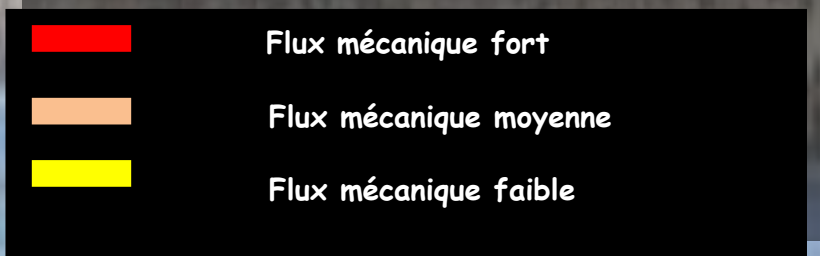 Flux mécanique fort
Flux mécanique moyenne
Flux mécanique faible